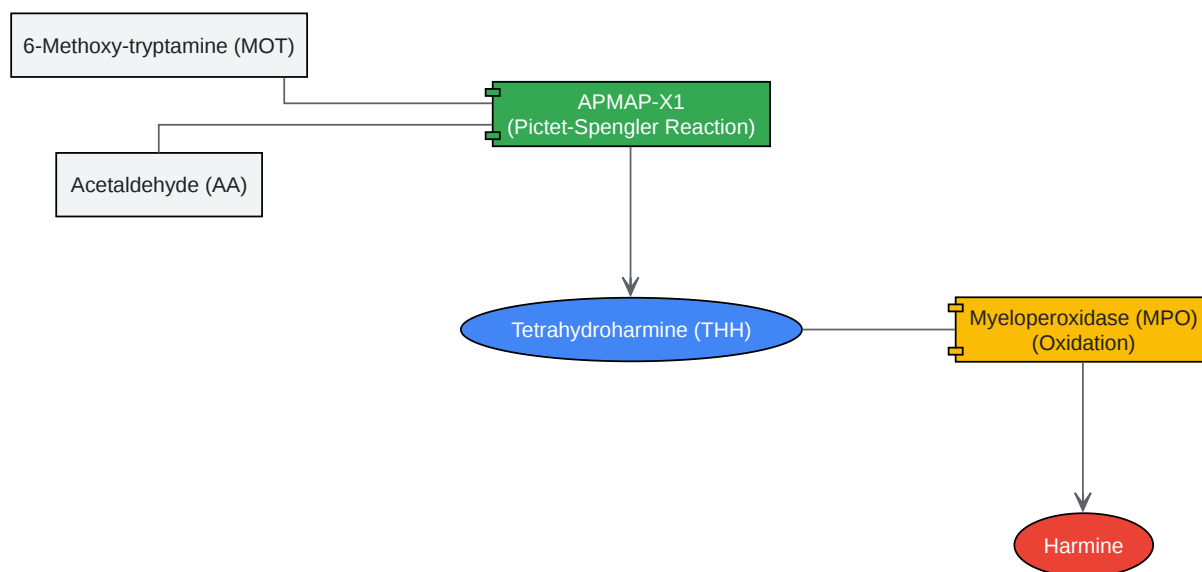 6-Methoxy-tryptamine (MOT)
APMAP-X1
(Pictet-Spengler Reaction)
Acetaldehyde (AA)
Tetrahydroharmine (THH)
Myeloperoxidase (MPO)
(Oxidation)
Harmine